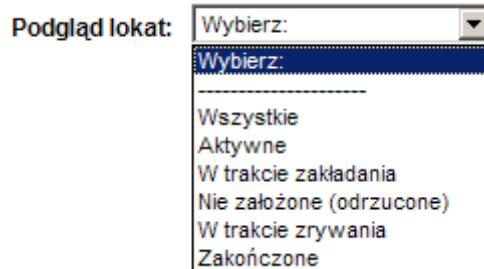 Podgląd lokat: Wybierz:
Wybierz:
---------------------
Wszystkie
Aktywne
W trakcie zakładania
Nie założone (odrzucone)
W trakcie zrywania
Zakończone